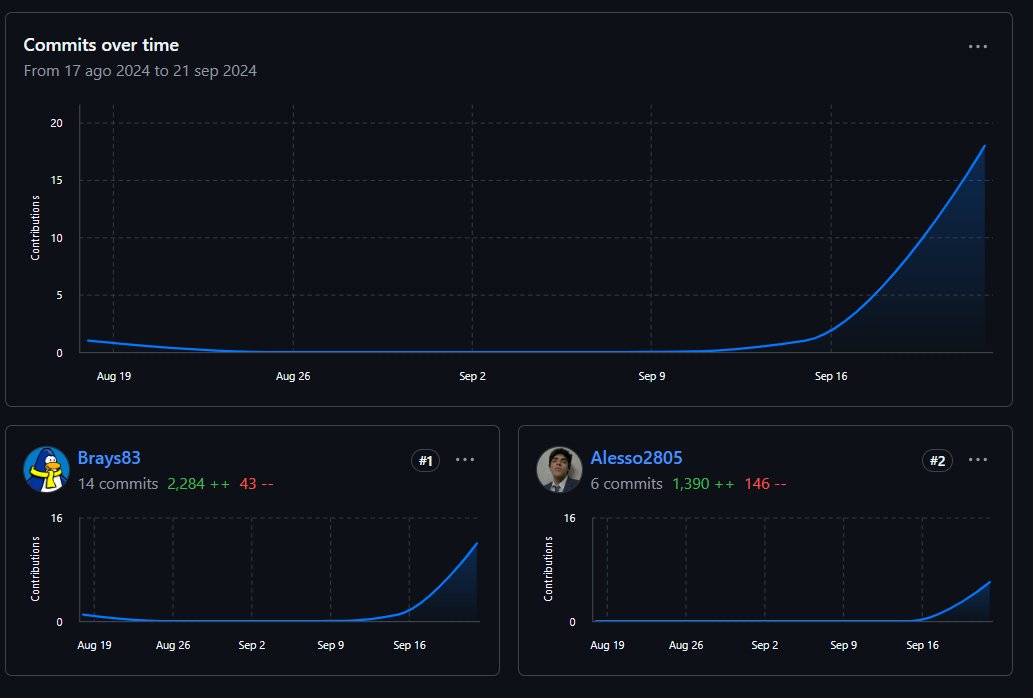 Commits over time
From 17 ago 2024 to 21 sep 2024
Contributions
20
15
10
5
0
Aug 19 Aug 26 Sep 2 Sep 9 Sep 16
Brays83 #1
14 commits 2,284 ++ 43 --
Contributions
16
0
Aug 19 Aug 26 Sep 2 Sep 9 Sep 16
Alesso2805 #2
6 commits 1,390 ++ 146 --
Contributions
16
0
Aug 19 Aug 26 Sep 2 Sep 9 Sep 16